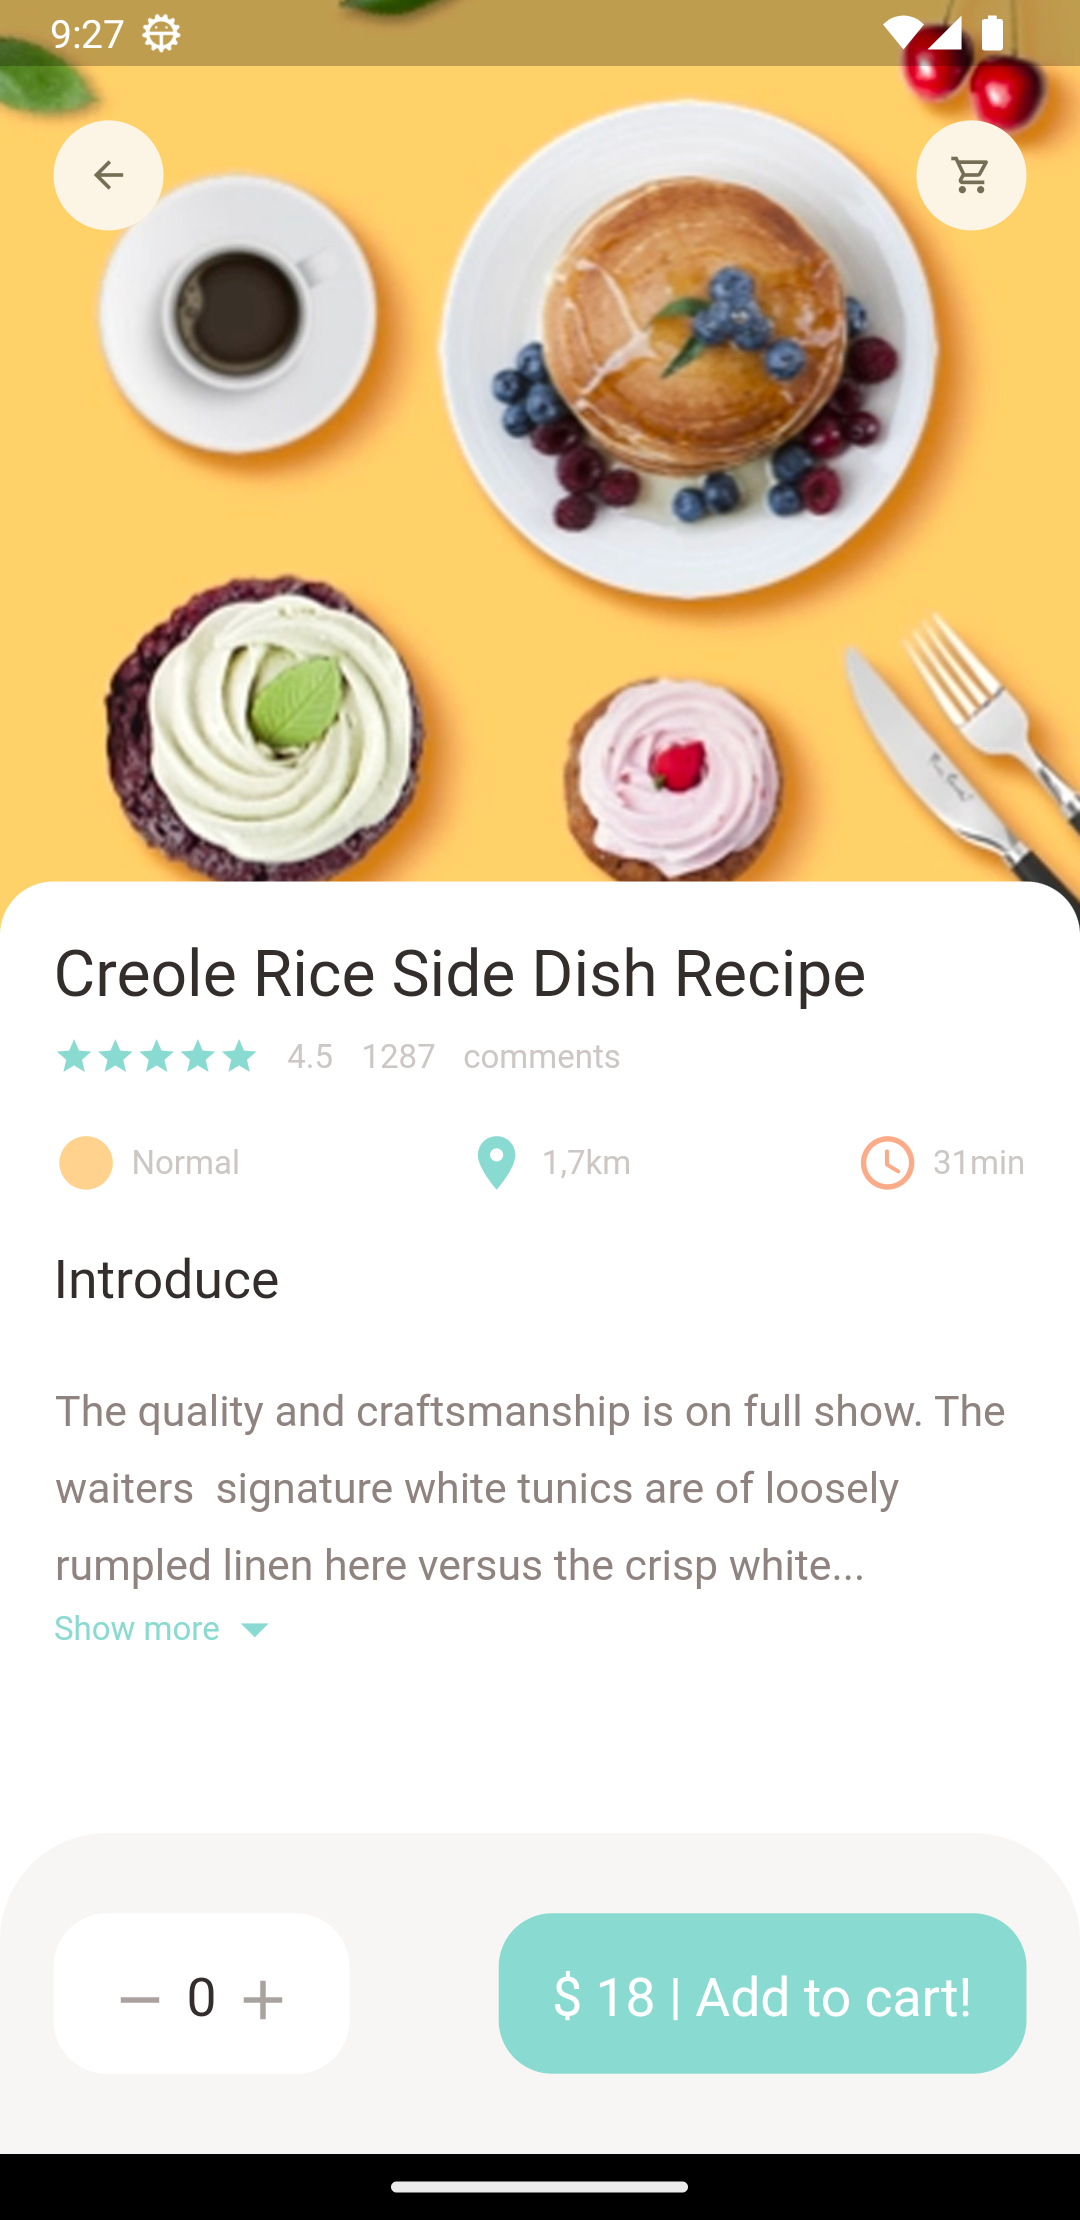 9:27
Creole Rice Side Dish Recipe
4.5 1287 comments
Normal 1,7km 31min
Introduce
The quality and craftsmanship is on full show. The
waiters  signature white tunics are of loosely
rumpled linen here versus the crisp white...
Show more
0 $ 18 | Add to cart!